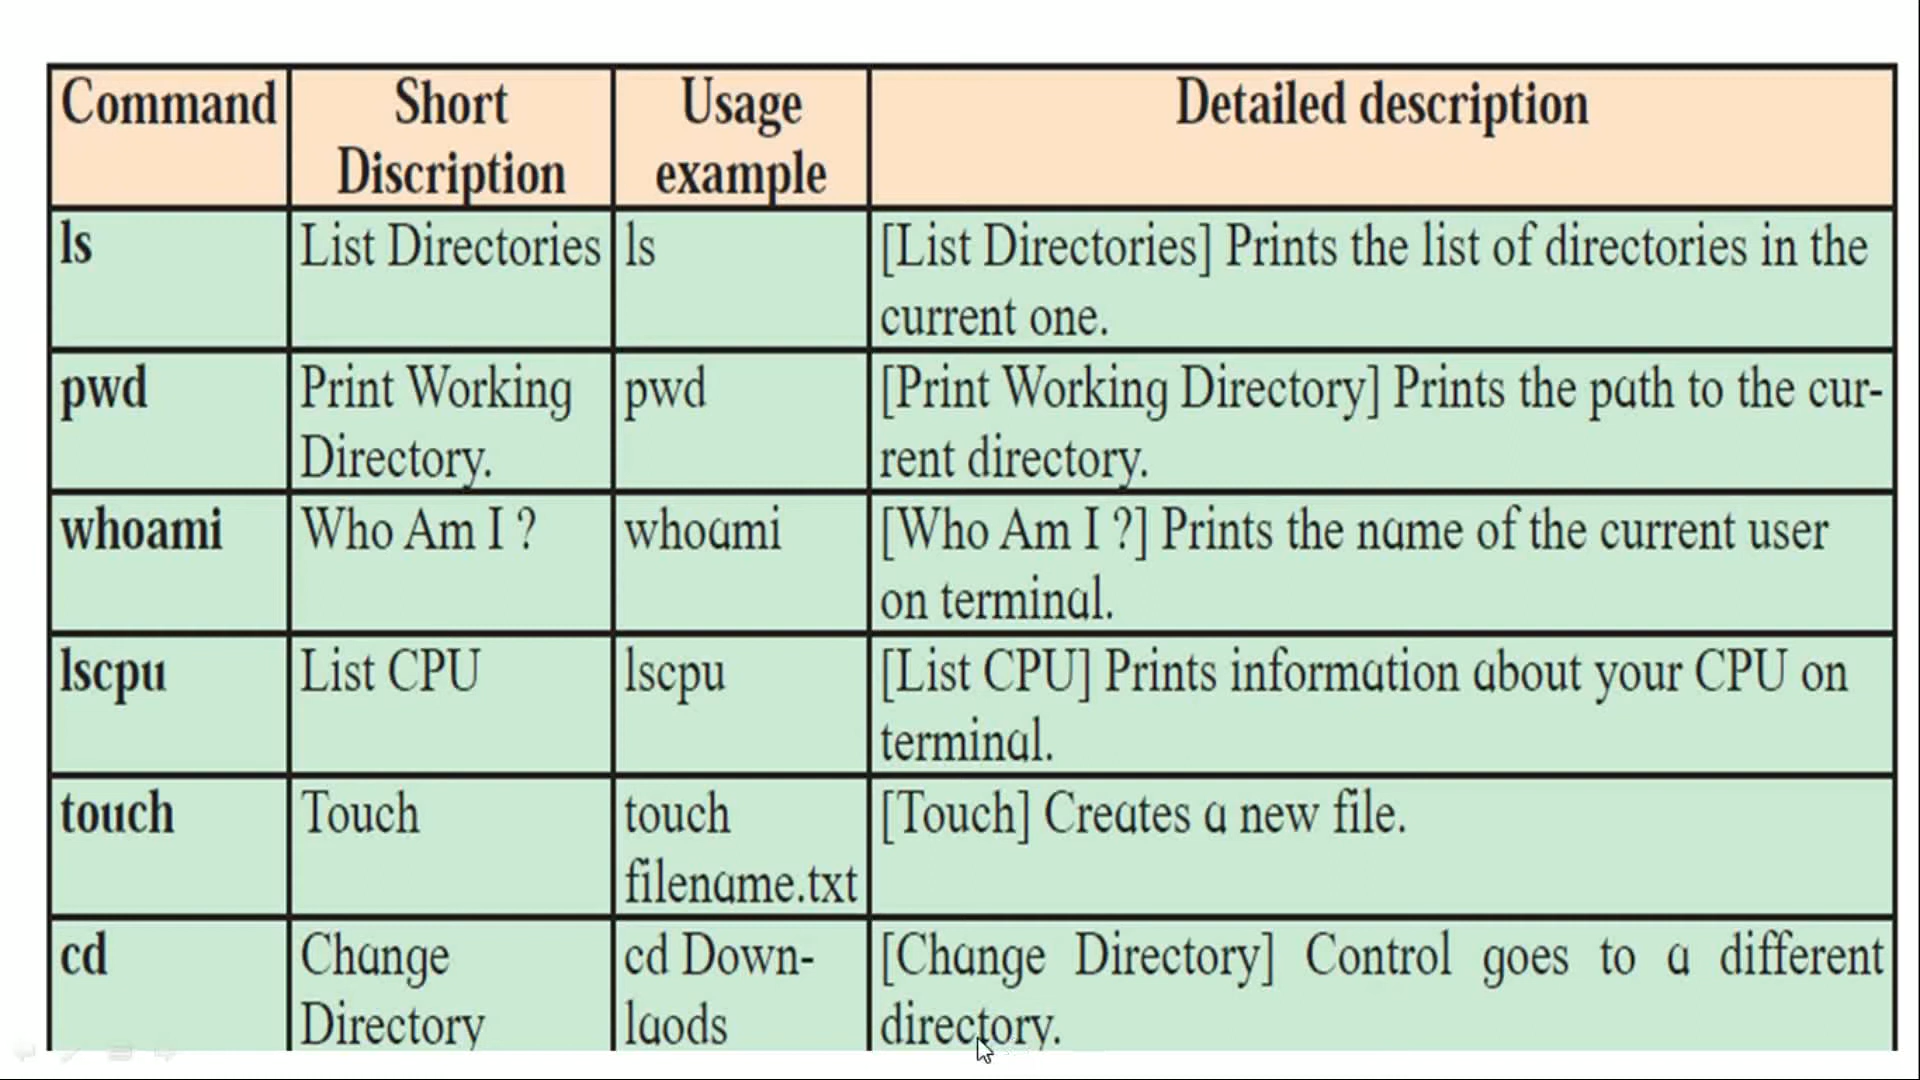 Command Short Usage Detailed description
Discription example
ls List Directories ls [List Directories] Prints the list of directories in the
current one.
pwd Print Working pwd [Print Working Directory] Prints the path to the cur-
Directory. rent directory.
whoami Who Am I ? whoami [Who Am I ?] Prints the name of the current user
on terminal.
lscpu List CPU lscpu [List CPU] Prints information about your CPU on
terminal.
touch Touch touch [Touch] Creates a new file.
filename.txt
cd Change cd Down- [Change Directory] Control goes to a different
Directory laods directory.